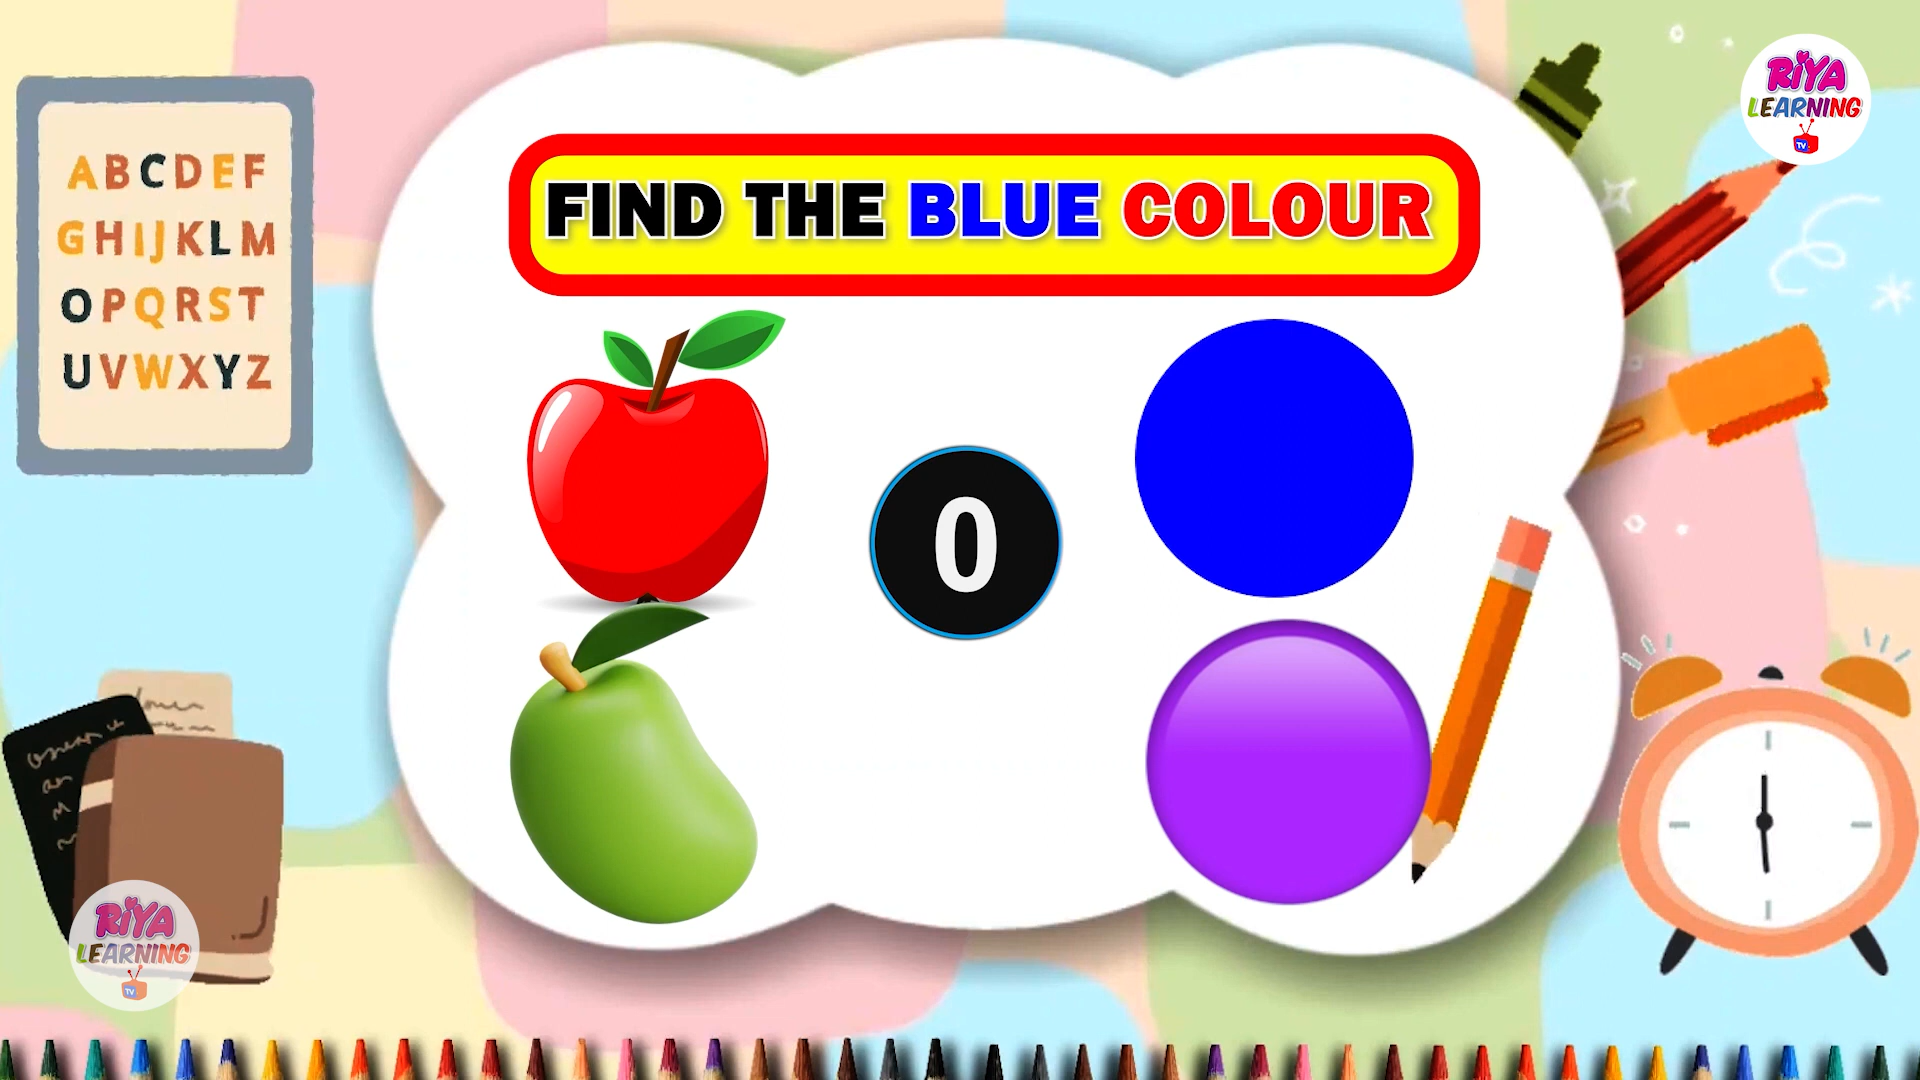 FIND THE BLUE COLOUR
ABCDEF
GHIJKLM
OPQRST
UVWXYZ
0
RiYA
LEARNING
TV
RiYA
LEARNING
TV